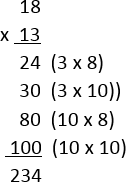 18
x 13
24 (3 x 8)
30 (3 x 10))
80 (10 x 8)
100 (10 x 10)
234